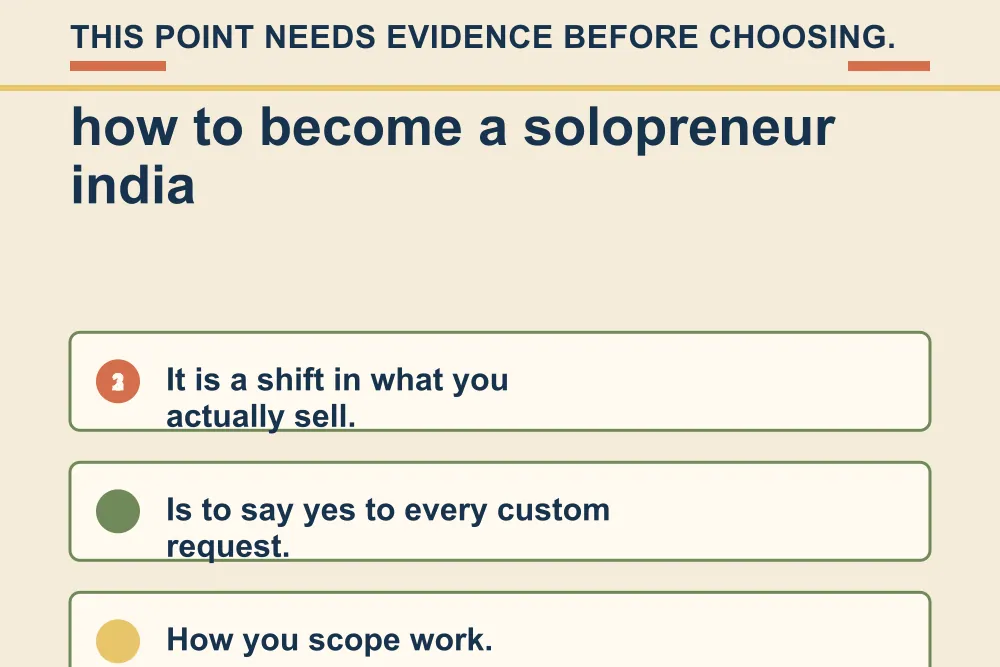 THIS POINT NEEDS EVIDENCE BEFORE CHOOSING.
how to become a solopreneur
india
It is a shift in what you
actually sell.
Is to say yes to every custom
request.
How you scope work.